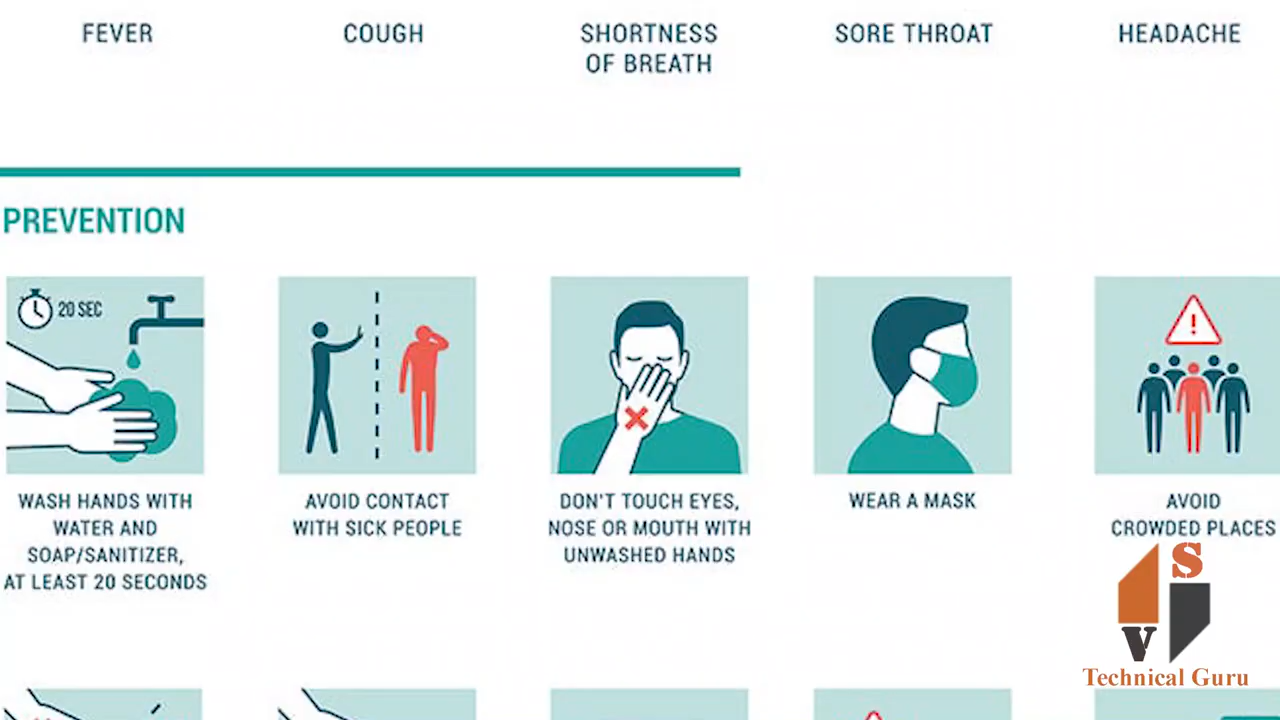 FEVER
COUGH
SHORTNESS
OF BREATH
SORE THROAT
HEADACHE
PREVENTION
20 SEC
WASH HANDS WITH
WATER AND
SOAP/SANITIZER,
AT LEAST 20 SECONDS
AVOID CONTACT
WITH SICK PEOPLE
DON'T TOUCH EYES,
NOSE OR MOUTH WITH
UNWASHED HANDS
WEAR A MASK
!
AVOID
CROWDED PLACES
S
V
Technical Guru